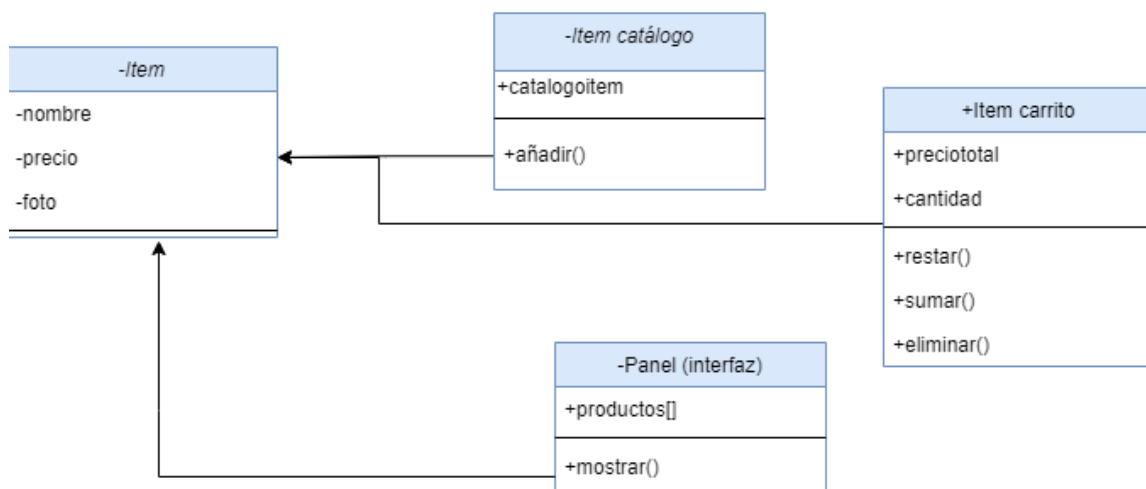 -Item
-nombre
-precio
-foto
-Item catálogo
+catalogoitem
+añadir()
+Item carrito
+preciototal
+cantidad
+restar()
+sumar()
+eliminar()
-Panel (interfaz)
+productos[]
+mostrar()